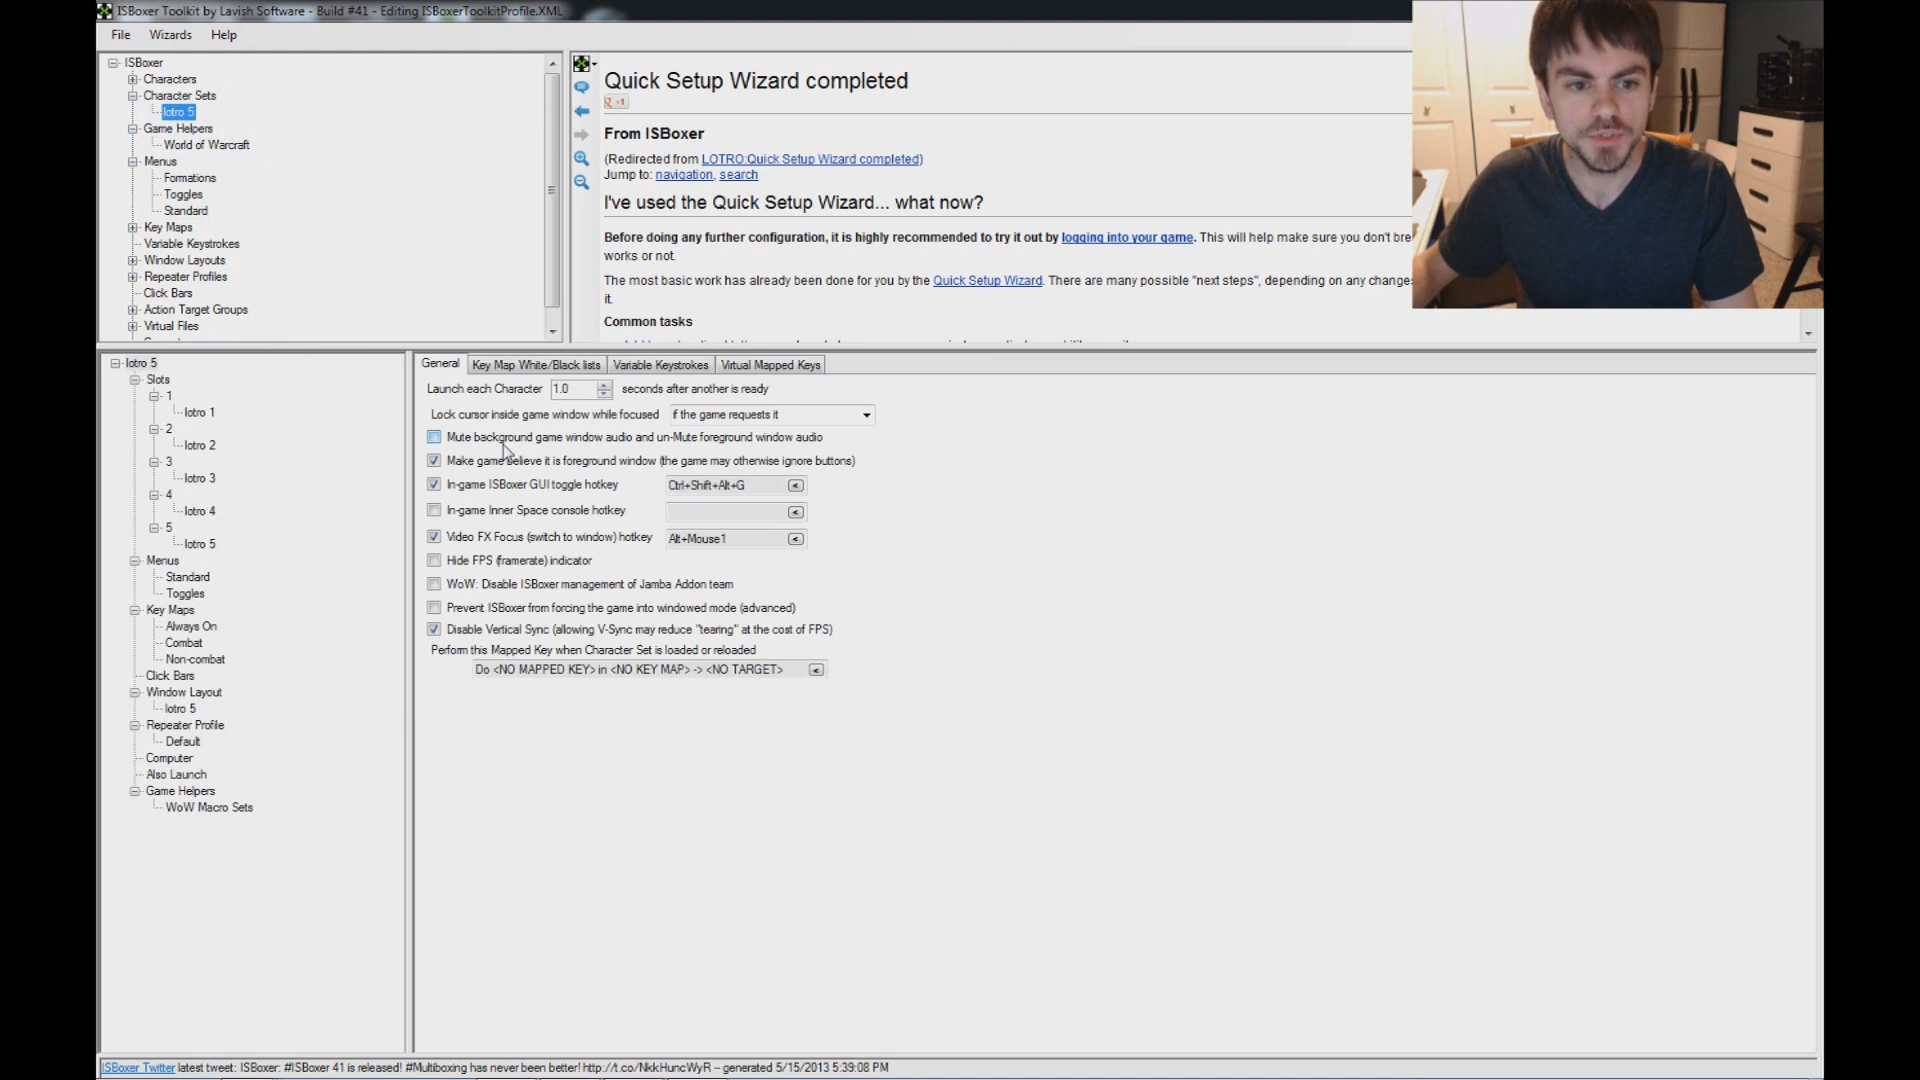 ISBoxer Toolkit by Lavish Software - Build #41 - Editing ISBoxerToolkitProfile.XML
File Wizards Help
ISBoxer
Characters
Character Sets
lotro 5
Game Helpers
World of Warcraft
Menus
Formations
Toggles
Standard
Key Maps
Variable Keystrokes
Window Layouts
Repeater Profiles
Click Bars
Action Target Groups
Virtual Files
Quick Setup Wizard completed
+1
From ISBoxer
(Redirected from LOTRO:Quick Setup Wizard completed)
Jump to: navigation, search
I've used the Quick Setup Wizard... what now?
Before doing any further configuration, it is highly recommended to try it out by logging into your game. This will help make sure you don't bre
works or not.
The most basic work has already been done for you by the Quick Setup Wizard. There are many possible "next steps", depending on any changes
it.
Common tasks
lotro 5
Slots
1
lotro 1
2
lotro 2
3
lotro 3
4
lotro 4
5
lotro 5
Menus
Standard
Toggles
Key Maps
Always On
Combat
Non-combat
Click Bars
Window Layout
lotro 5
Repeater Profile
Default
Computer
Also Launch
Game Helpers
WoW Macro Sets
General Key Map White/Black lists Variable Keystrokes Virtual Mapped Keys
Launch each Character 1.0 seconds after another is ready
Lock cursor inside game window while focused if the game requests it
Mute background game window audio and un-Mute foreground window audio
Make game believe it is foreground window (the game may otherwise ignore buttons)
In-game ISBoxer GUI toggle hotkey Ctrl+Shift+Alt+G
In-game Inner Space console hotkey
Video FX Focus (switch to window) hotkey Alt+Mouse1
Hide FPS (framerate) indicator
WoW: Disable ISBoxer management of Jamba Addon team
Prevent ISBoxer from forcing the game into windowed mode (advanced)
Disable Vertical Sync (allowing V-Sync may reduce "tearing" at the cost of FPS)
Perform this Mapped Key when Character Set is loaded or reloaded
Do <NO MAPPED KEY> in <NO KEY MAP> -> <NO TARGET>
ISBoxer Twitter latest tweet: ISBoxer: #ISBoxer 41 is released! #Multiboxing has never been better! http://t.co/NkkHuncWyR -- generated 5/15/2013 5:39:08 PM